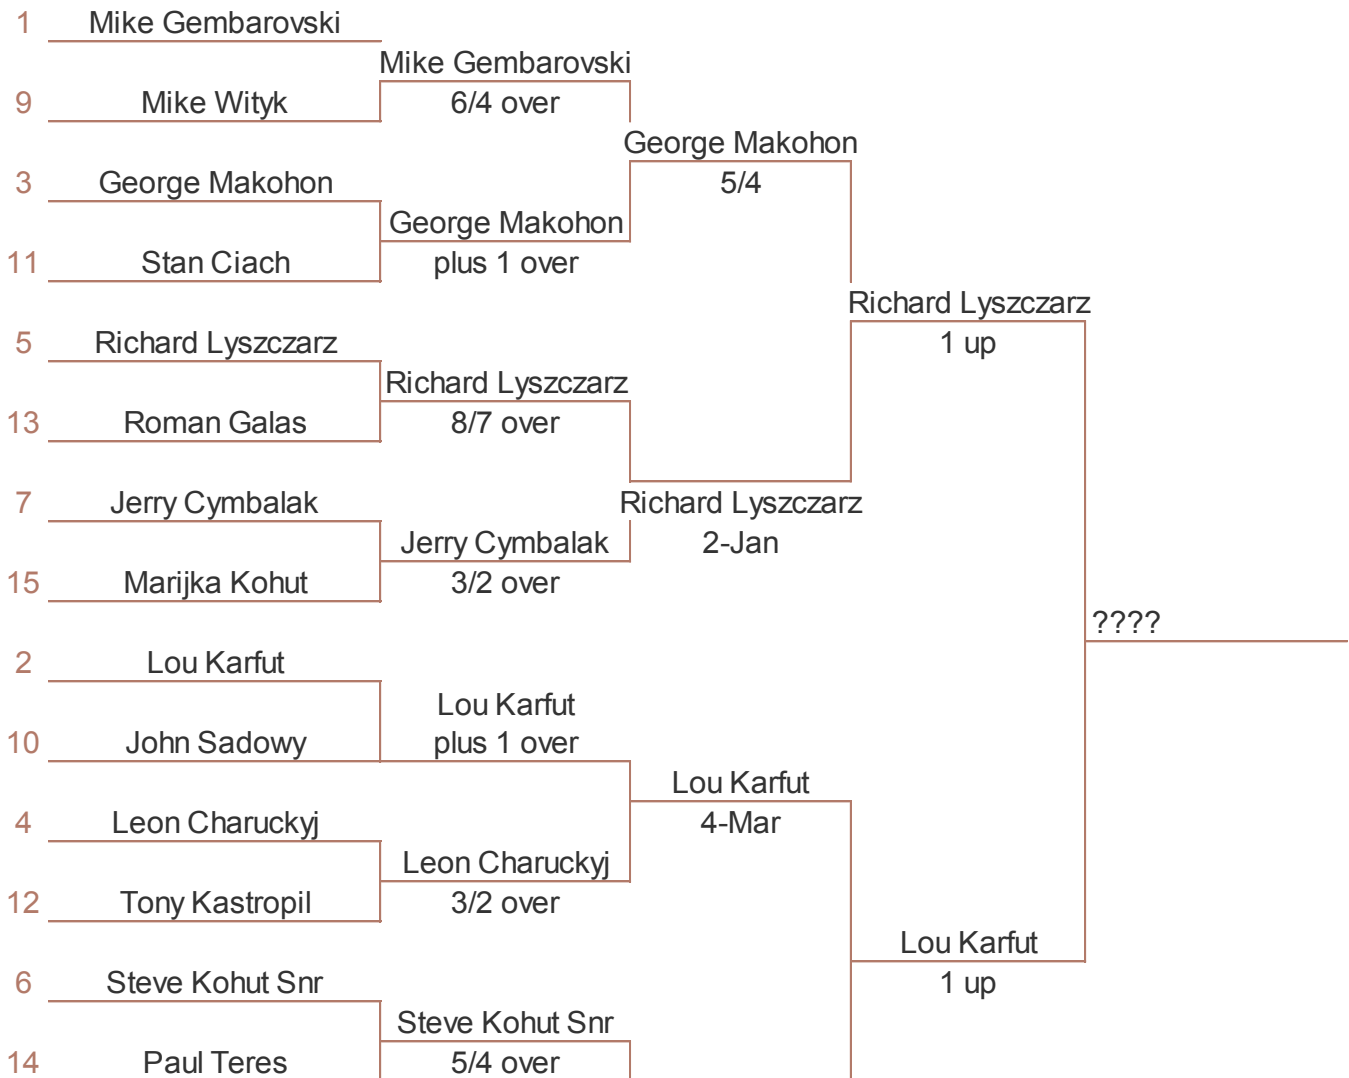 1 Mike Gembarovski
Mike Gembarovski
9 Mike Wityk 6/4 over
George Makohon
3 George Makohon 5/4
George Makohon
11 Stan Ciach plus 1 over
Richard Lyszczarz
5 Richard Lyszczarz 1 up
Richard Lyszczarz
13 Roman Galas 8/7 over
7 Jerry Cymbalak Richard Lyszczarz
Jerry Cymbalak 2-Jan
15 Marijka Kohut 3/2 over
????
2 Lou Karfut
Lou Karfut
10 John Sadowy plus 1 over
Lou Karfut
4 Leon Charuckyj 4-Mar
Leon Charuckyj
12 Tony Kastropil 3/2 over
Lou Karfut
6 Steve Kohut Snr 1 up
Steve Kohut Snr
14 Paul Teres 5/4 over